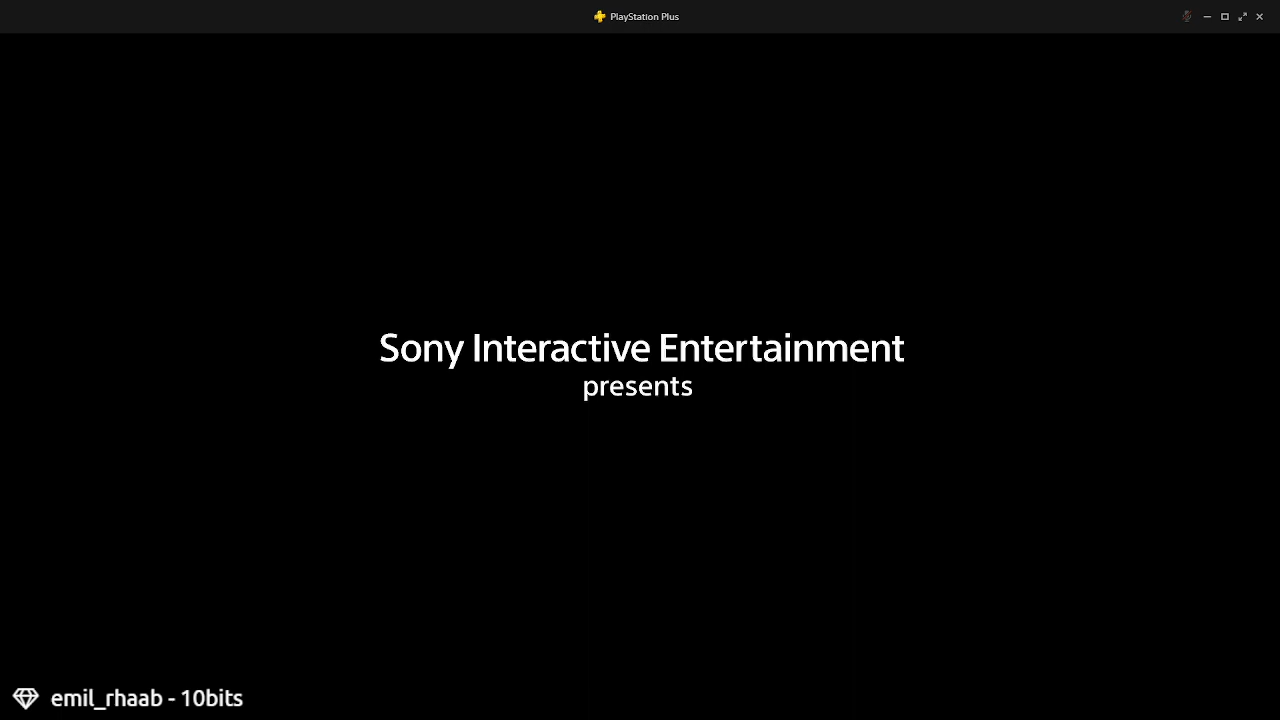 PlayStation Plus
Sony Interactive Entertainment
presents
emil_rhaab - 10bits